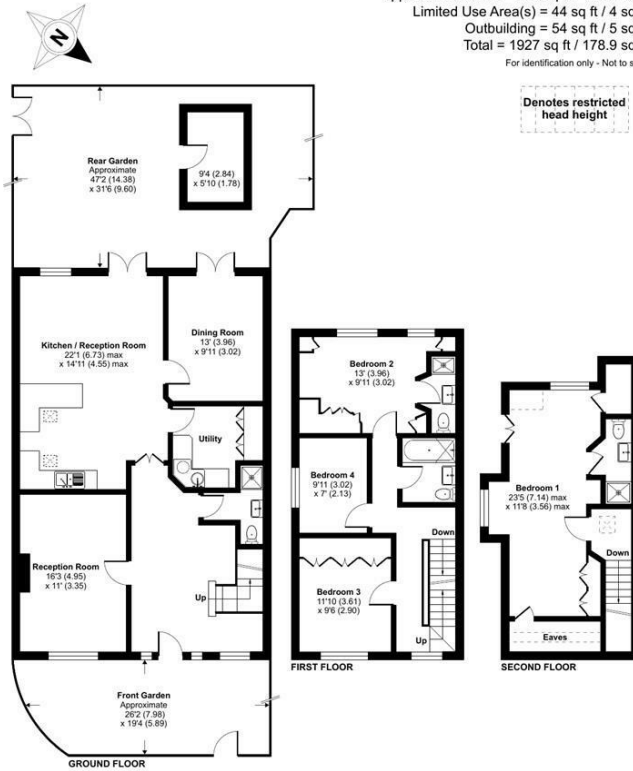 Limited Use Area(s) = 44 sq ft / 4 sq
Outbuilding = 54 sq ft / 5 sq
Total = 1927 sq ft / 178.9 sq
For identification only - Not to s
N
Denotes restricted
head height
Rear Garden
Approximate
47'2 (14.38)
x 31'6 (9.60)
9'4 (2.84)
x 5'10 (1.78)
Kitchen / Reception Room
22'1 (6.73) max
x 14'11 (4.55) max
Dining Room
13' (3.96)
x 9'11 (3.02)
Utility
Reception Room
16'3 (4.95)
x 11' (3.35)
Up
Front Garden
Approximate
26'2 (7.98)
x 19'4 (5.89)
GROUND FLOOR
Bedroom 2
13' (3.96)
x 9'11 (3.02)
Bedroom 4
9'11 (3.02)
x 7' (2.13)
Down
Bedroom 3
11'10 (3.61)
x 9'6 (2.90)
Up
FIRST FLOOR
Bedroom 1
23'5 (7.14) max
x 11'8 (3.56) max
Down
Eaves
SECOND FLOOR